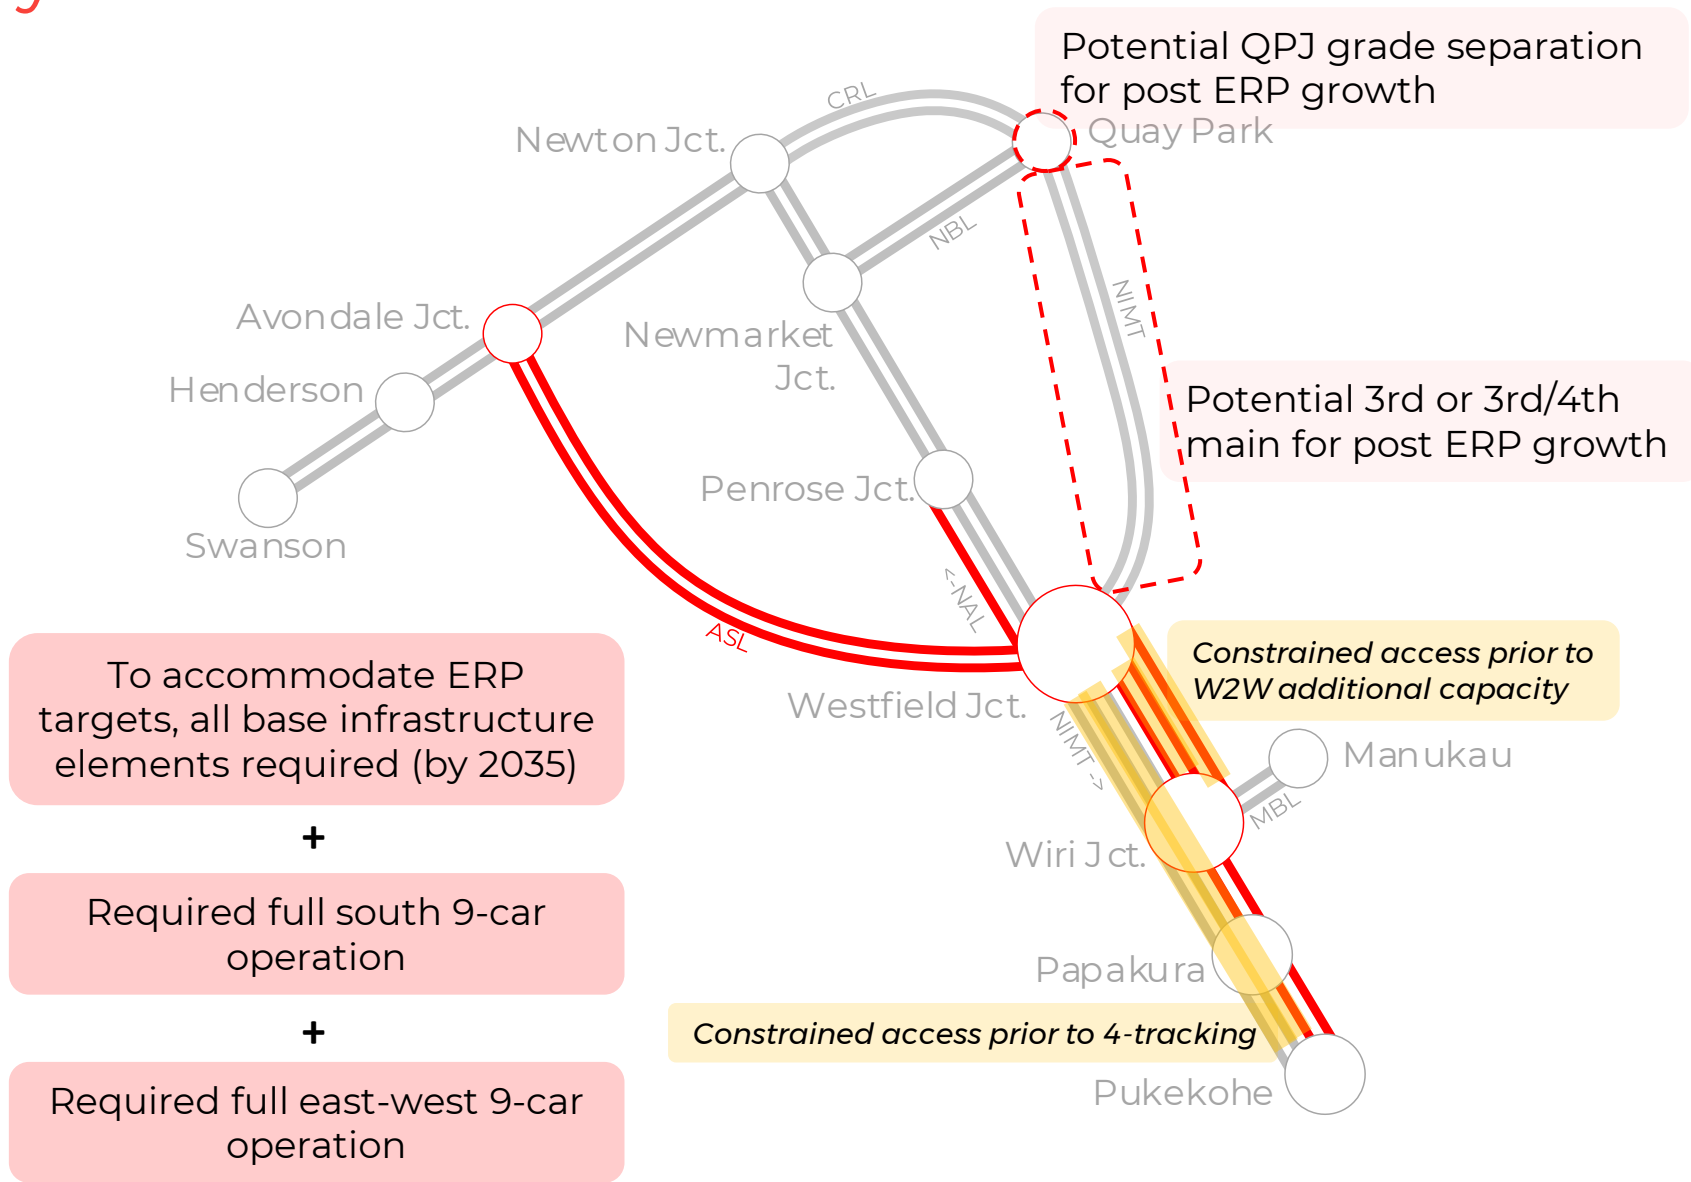 Potential QPJ grade separation
for post ERP growth
CRL
Newton Jct.
Quay Park
NBL
NIMT
Avondale Jct.
Newmarket
Jct.
Henderson
Potential 3rd or 3rd/4th
main for post ERP growth
Penrose Jct.
Swanson
<-NAL
ASL
Constrained access prior to
W2W additional capacity
To accommodate ERP
targets, all base infrastructure
elements required (by 2035)
Westfield Jct.
NIMT ->
Manukau
MBL
+
Wiri Jct.
Required full south 9-car
operation
Papakura
+
Constrained access prior to 4-tracking
Pukekohe
Required full east-west 9-car
operation